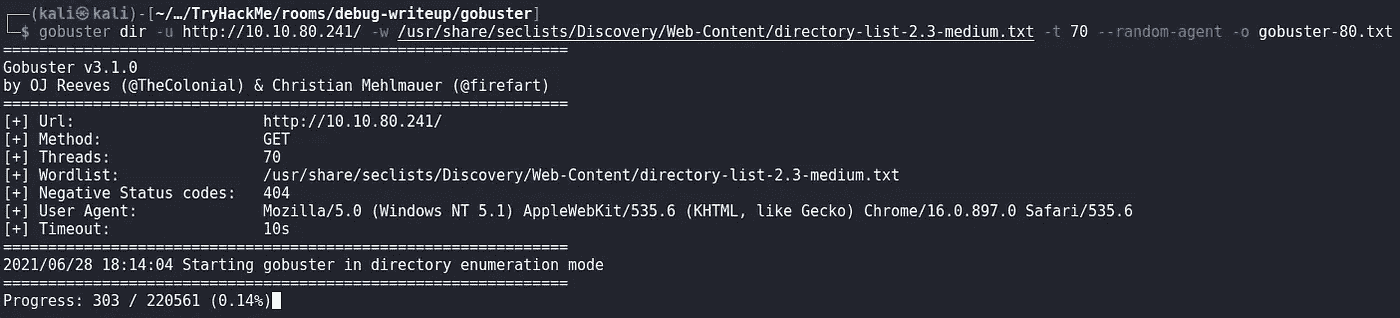 ┌──(kali㉿kali)-[~/…/TryHackMe/rooms/debug-writeup/gobuster]
└─$ gobuster dir -u http://10.10.80.241/ -w /usr/share/seclists/Discovery/Web-Content/directory-list-2.3-medium.txt -t 70 --random-agent -o gobuster-80.txt
===============================================================
Gobuster v3.1.0
by OJ Reeves (@TheColonial) & Christian Mehlmauer (@firefart)
===============================================================
[+] Url:                     http://10.10.80.241/
[+] Method:                  GET
[+] Threads:                 70
[+] Wordlist:                /usr/share/seclists/Discovery/Web-Content/directory-list-2.3-medium.txt
[+] Negative Status codes:   404
[+] User Agent:              Mozilla/5.0 (Windows NT 5.1) AppleWebKit/535.6 (KHTML, like Gecko) Chrome/16.0.897.0 Safari/535.6
[+] Timeout:                 10s
===============================================================
2021/06/28 18:14:04 Starting gobuster in directory enumeration mode
===============================================================
Progress: 303 / 220561 (0.14%)